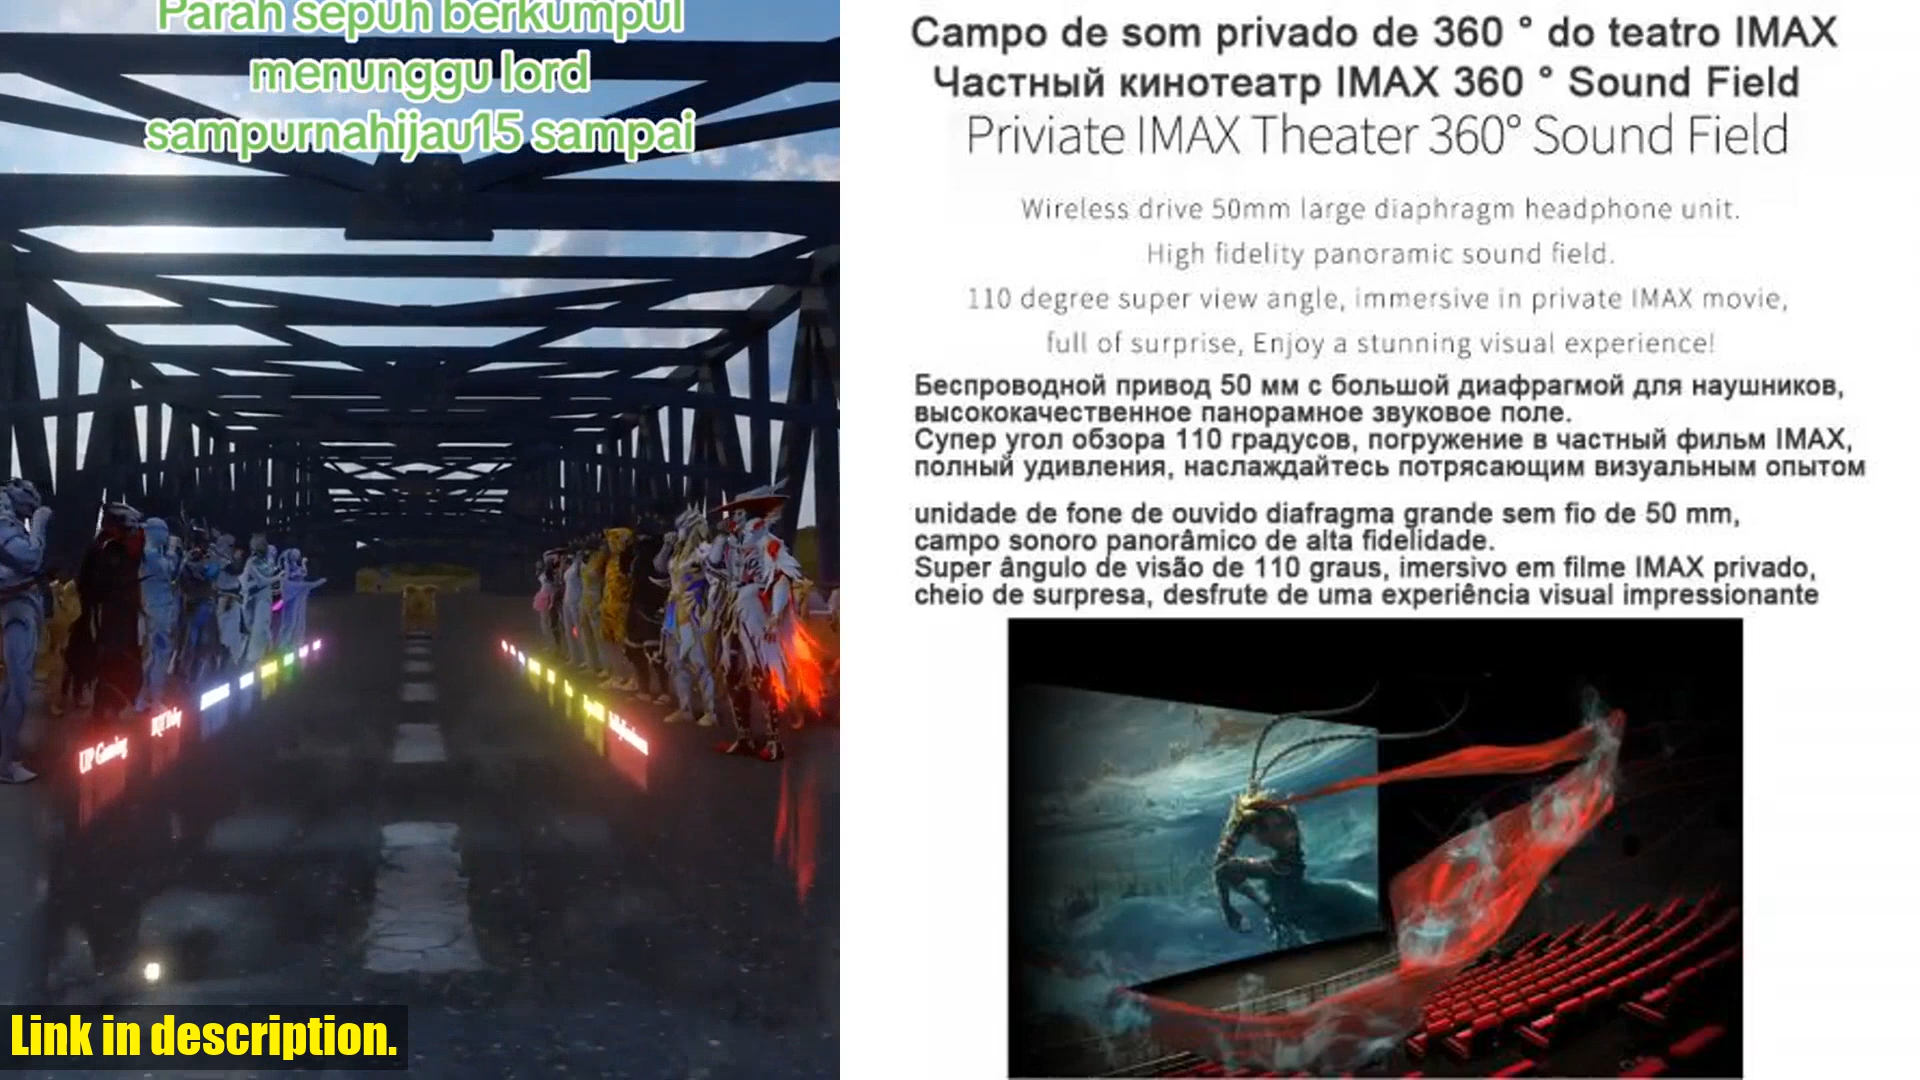 Parah sepuh berkumpul
menunggu lord
sampurnahijau15 sampai
UP Gaming
Link in description.
Campo de som privado de 360 ° do teatro IMAX
Частный кинотеатр IMAX 360 ° Sound Field
Priviate IMAX Theater 360° Sound Field
Wireless drive 50mm large diaphragm headphone unit.
High fidelity panoramic sound field.
110 degree super view angle, immersive in private IMAX movie,
full of surprise, Enjoy a stunning visual experience!
Беспроводной привод 50 мм с большой диафрагмой для наушников,
высококачественное панорамное звуковое поле.
Супер угол обзора 110 градусов, погружение в частный фильм IMAX,
полный удивления, наслаждайтесь потрясающим визуальным опытом
unidade de fone de ouvido diafragma grande sem fio de 50 mm,
campo sonoro panorâmico de alta fidelidade.
Super ângulo de visão de 110 graus, imersivo em filme IMAX privado,
cheio de surpresa, desfrute de uma experiência visual impressionante